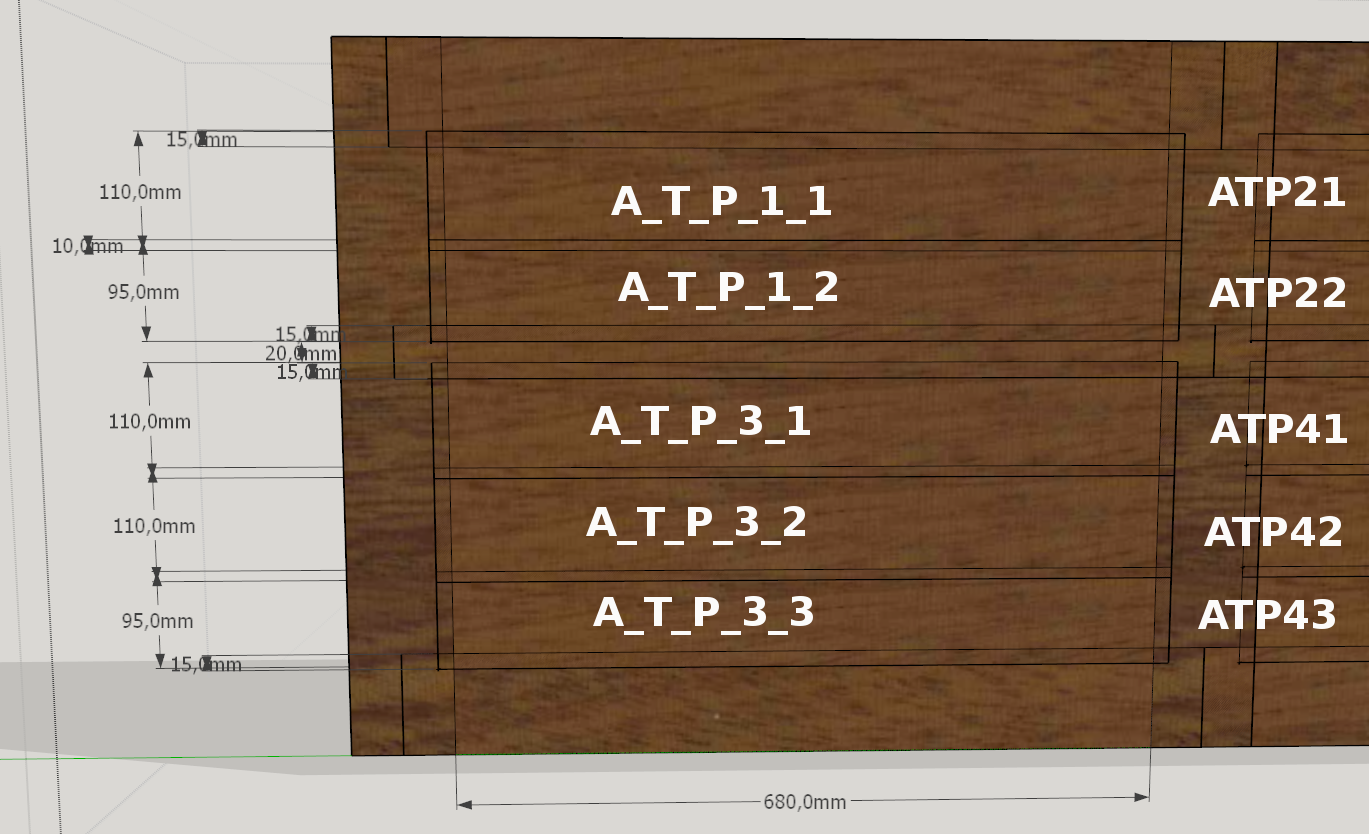 15,0mm
110,0mm
A_T_P_1_1
ATP21
10,0mm
95,0mm
A_T_P_1_2
ATP22
15,0mm
20,0mm
15,0mm
110,0mm
A_T_P_3_1
ATP41
110,0mm
A_T_P_3_2
ATP42
95,0mm
A_T_P_3_3
ATP43
15,0mm
680,0mm